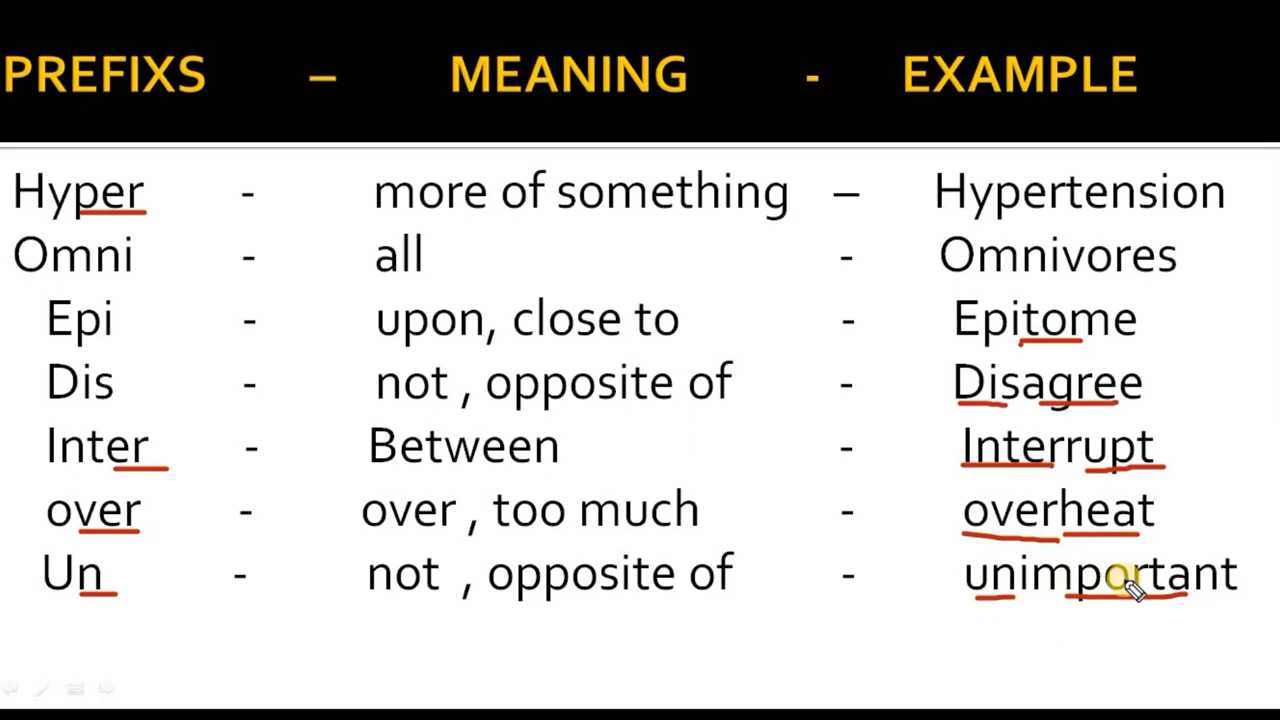 PREFIXS – MEANING - EXAMPLE
Hyper - more of something – Hypertension
Omni - all - Omnivores
Epi - upon, close to - Epitome
Dis - not , opposite of - Disagree
Inter - Between - Interrupt
over - over , too much - overheat
Un - not , opposite of - unimportant